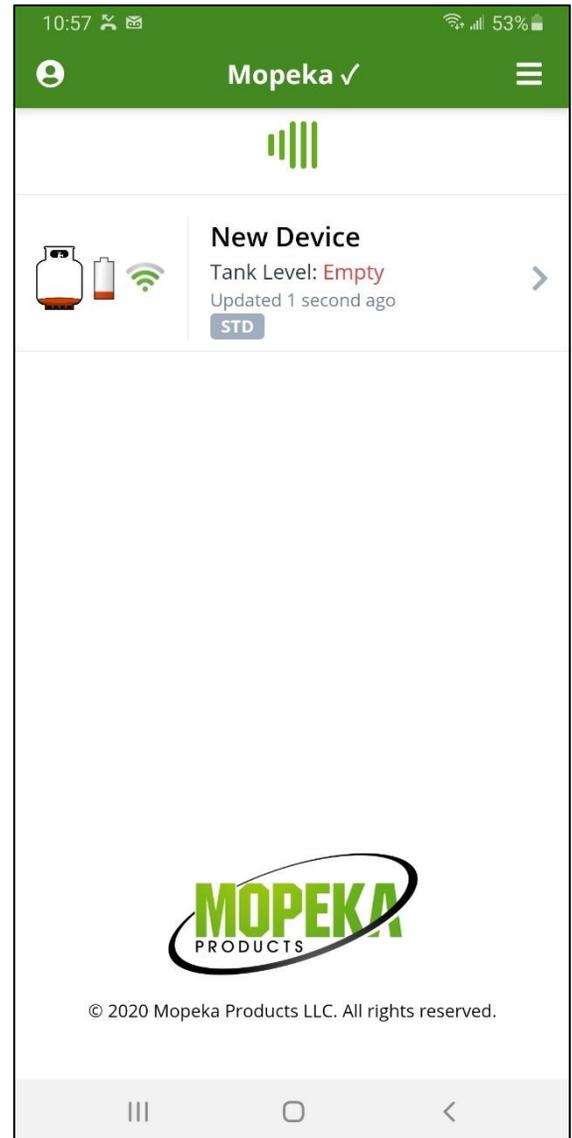 10:57 53%
Mopeka ✓
New Device
Tank Level: Empty
Updated 1 second ago
STD
MOPEKA
PRODUCTS
© 2020 Mopeka Products LLC. All rights reserved.